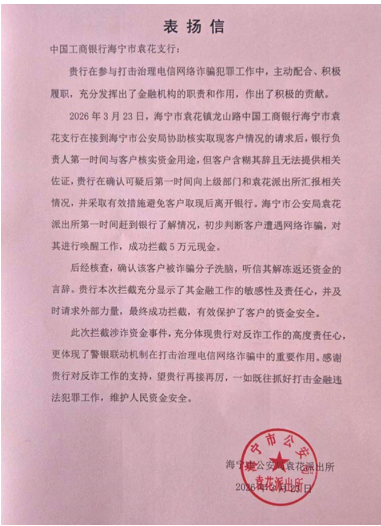 表扬信
中国工商银行海宁市袁花支行：
贵行在参与打击治理电信网络诈骗犯罪工作中，主动配合、积极
履职，充分发挥出了金融机构的职责和作用，作出了积极的贡献。
2026 年 3 月 23 日，海宁市袁花镇龙山路中国工商银行海宁市袁
花支行在接到海宁市公安局协助核实取现客户情况的请求后，银行负
责人第一时间与客户核实资金用途，但客户含糊其辞且无法提供相关
佐证，贵行在确认可疑后第一时间向上级部门和袁花派出所汇报相关
情况，并采取有效措施避免客户取现后离开银行。海宁市公安局袁花
派出所第一时间赶到银行了解情况，初步判断客户遭遇网络诈骗，对
其进行唤醒工作，成功拦截 5 万元现金。
后经核查，确认该客户被诈骗分子洗脑，听信其解冻返还资金的
言辞。贵行本次拦截充分显示了其金融工作的敏感性及责任心，并及
时请求外部力量，最终成功拦截，有效保护了客户的资金安全。
此次拦截涉诈资金事件，充分体现贵行对反诈工作的高度责任心，
更体现了警银联动机制在打击治理电信网络诈骗中的重要作用。感谢
贵行对反诈工作的支持，望贵行再接再厉，一如既往抓好打击金融违
法犯罪工作，维护人民资金安全。
海宁市公安局袁花派出所
2026 年 3 月 23 日
海宁市公安局
袁花派出所